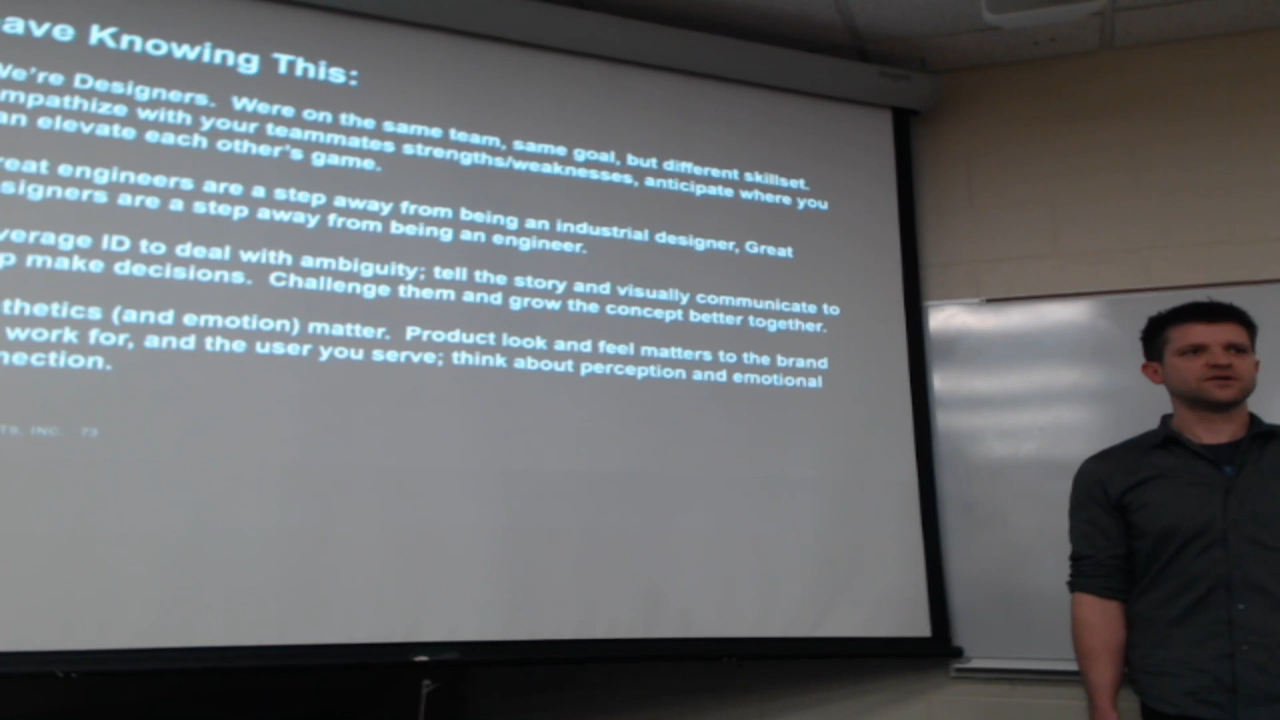 ave Knowing This:
We're Designers. Were on the same team, same goal, but different skillset.
mpathize with your teammates strengths/weaknesses, anticipate where you
an elevate each other's game.
reat engineers are a step away from being an industrial designer, Great
signers are a step away from being an engineer.
verage ID to deal with ambiguity; tell the story and visually communicate to
p make decisions. Challenge them and grow the concept better together.
thetics (and emotion) matter. Product look and feel matters to the brand
work for, and the user you serve; think about perception and emotional
nection.
TS, INC. 73